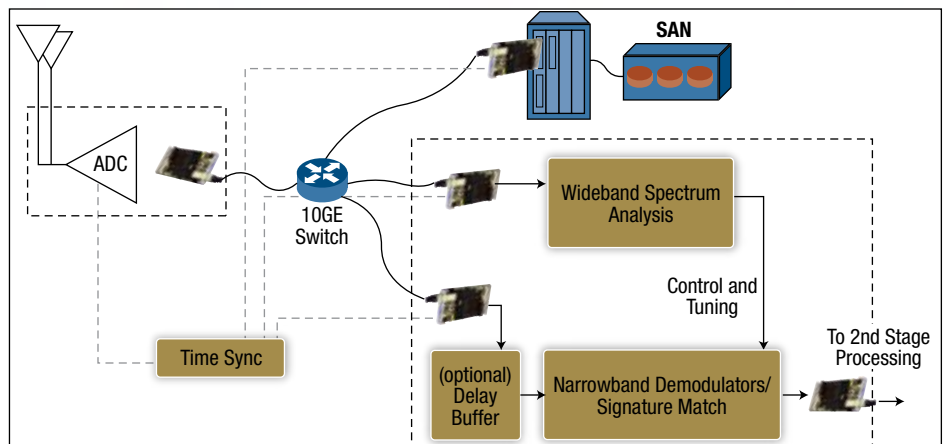 SAN
ADC
10GE
Switch
Wideband Spectrum
Analysis
Control and
Tuning
Time Sync
(optional)
Delay
Buffer
Narrowband Demodulators/
Signature Match
To 2nd Stage
Processing